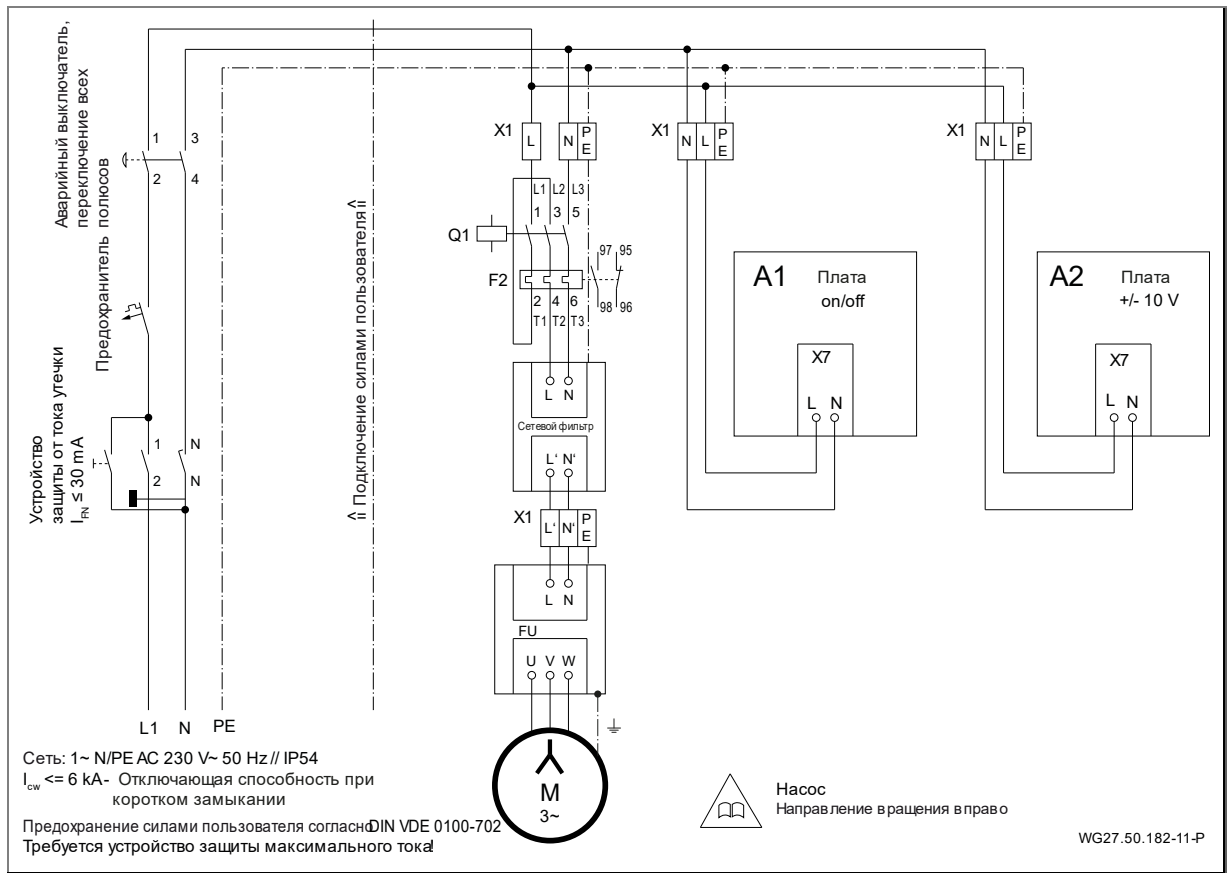 Аварийный выключатель,
переключение всех
полюсов
Предохранитель
Устройство
защиты от тока утечки
I_FN ≤ 30 mA
1 3
2 4
1 N
2 N
L1 N PE
<= Подключение силами пользователя =>
X1 L N PE
L1 L2 L3
1 3 5
Q1
F2
97 95
98 96
2 4 6
T1 T2 T3
L N
Сетевой фильтр
L' N'
X1 L' N' PE
L N
FU
U V W
M
3~
X1 N L PE
A1 Плата
on/off
X7
L N
X1 N L PE
A2 Плата
+/- 10 V
X7
L N
Сеть: 1~ N/PE AC 230 V~ 50 Hz // IP54
I_cw <= 6 kA - Отключающая способность при
коротком замыкании
Предохранение силами пользователя согласно DIN VDE 0100-702
Требуется устройство защиты максимального тока!
Насос
Направление вращения вправо
WG27.50.182-11-P